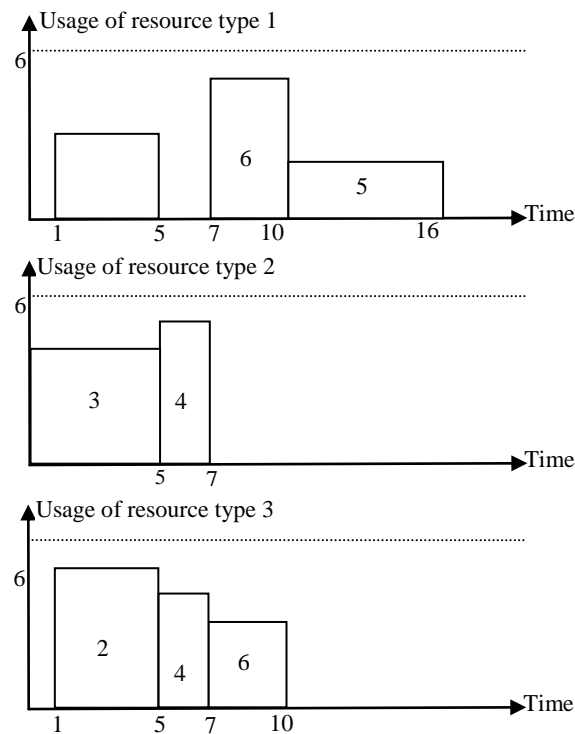 Usage of resource type 1
6
6
5
Time
1 5 7 10 16
Usage of resource type 2
6
3 4
Time
5 7
Usage of resource type 3
6
2 4 6
Time
1 5 7 10